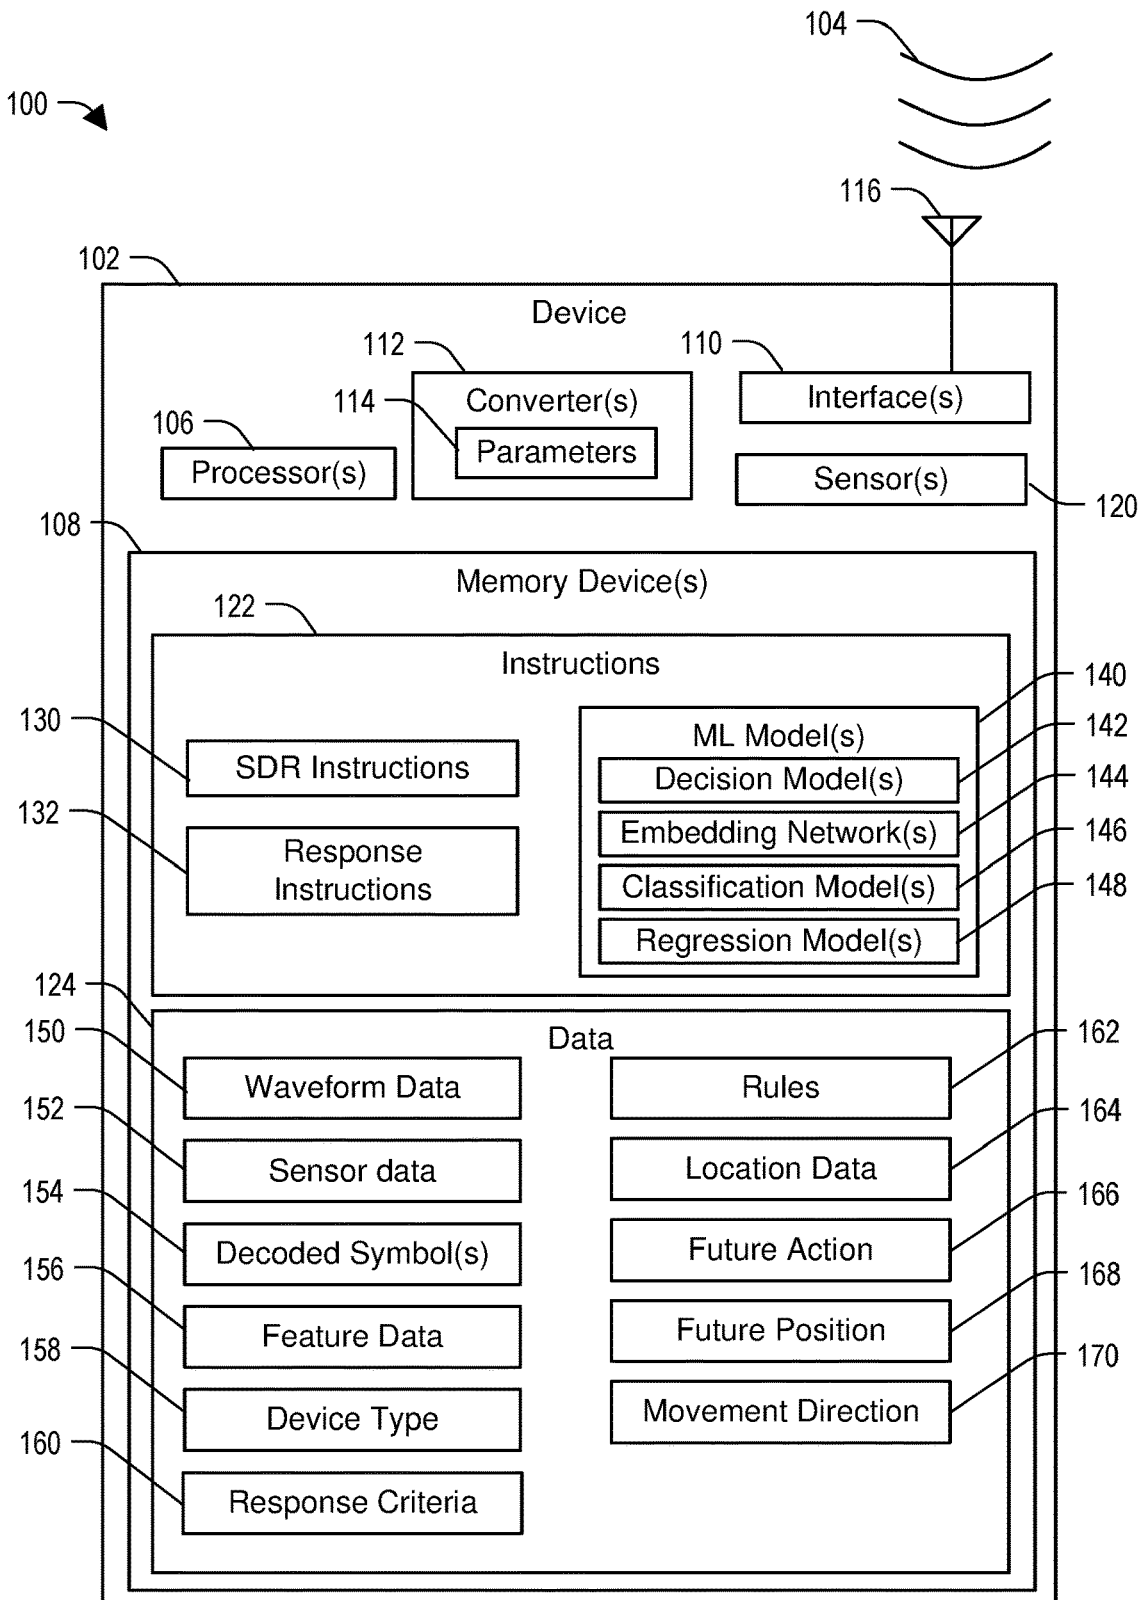 104
100
116
102
Device
112
110
Converter(s)
Interface(s)
114
106
Parameters
Processor(s)
Sensor(s)
120
108
Memory Device(s)
122
Instructions
140
130
ML Model(s)
142
SDR Instructions
Decision Model(s)
144
132
Embedding Network(s)
146
Response
Instructions
Classification Model(s)
148
Regression Model(s)
124
Data
150
162
Waveform Data
Rules
152
164
Sensor data
Location Data
154
166
Decoded Symbol(s)
Future Action
156
168
Feature Data
Future Position
158
170
Device Type
Movement Direction
160
Response Criteria